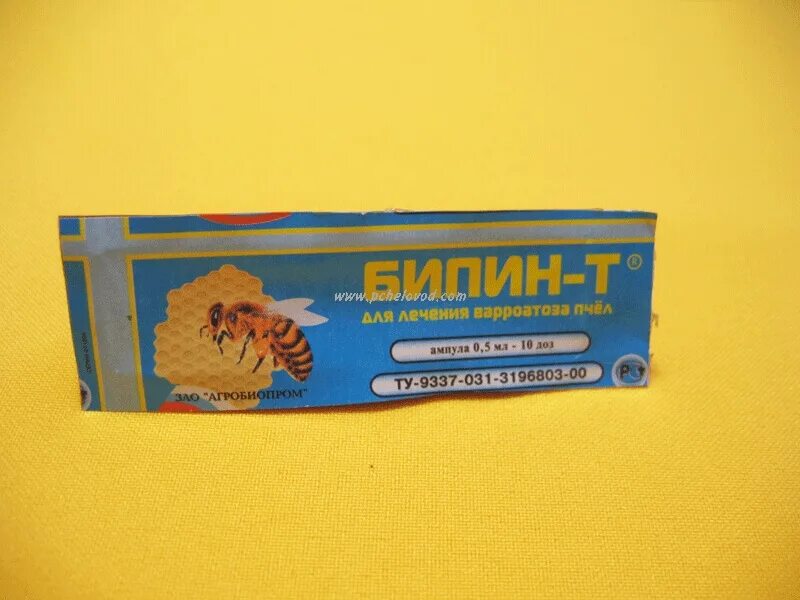 БИПИН-Т®
www.pchelovod.com
для лечения варроатоза пчёл
ампула 0,5 мл - 10 доз
ТУ-9337-031-3196803-00
ЗАО "АГРОБИОПРОМ"